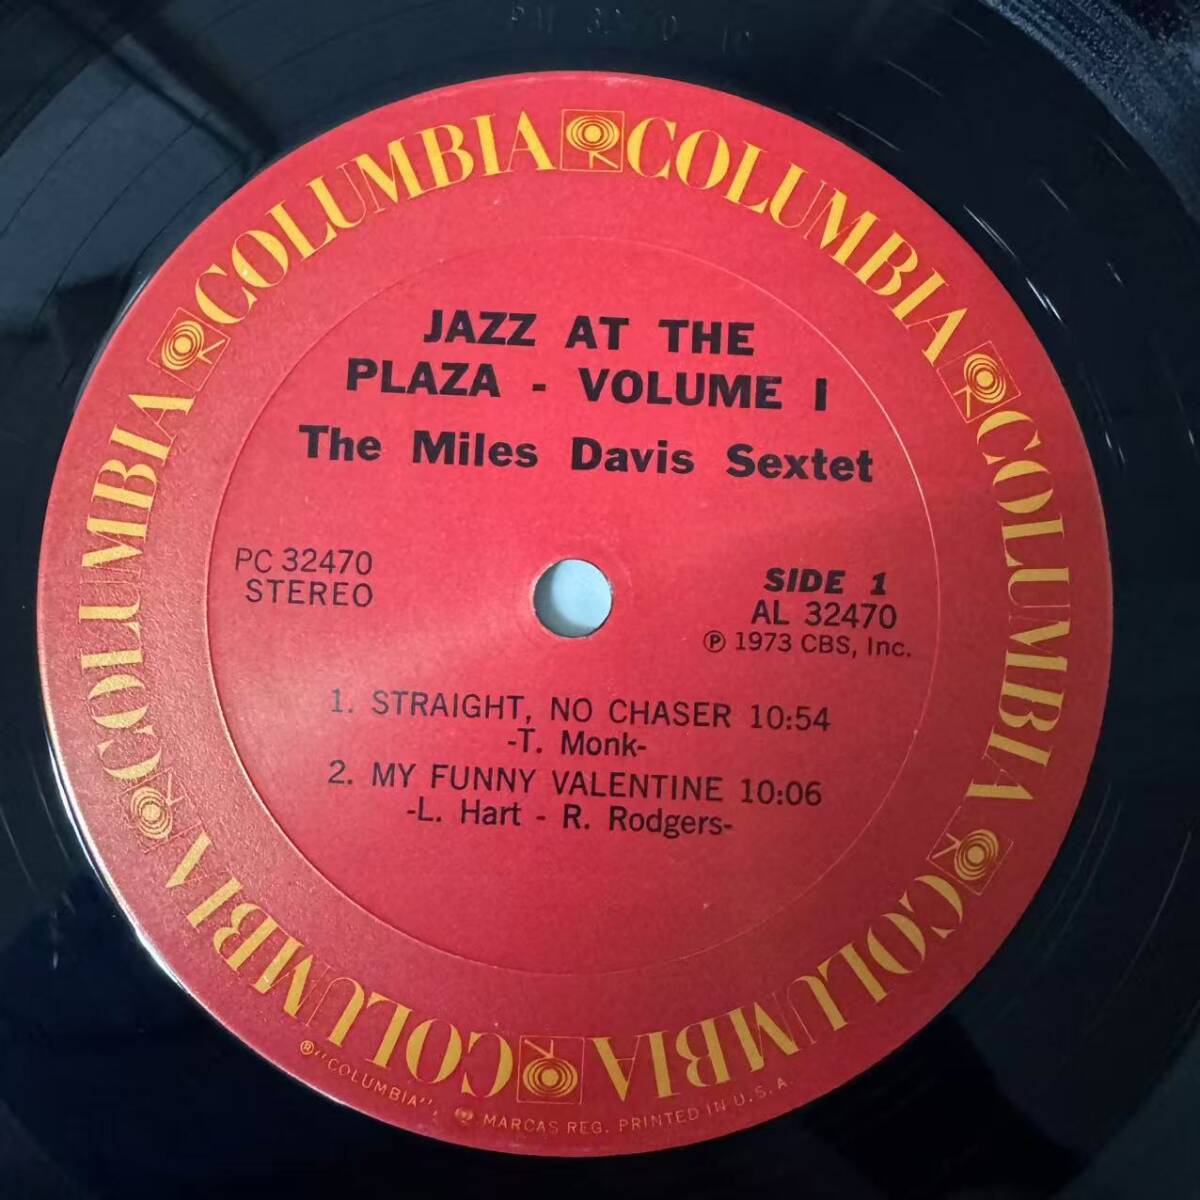 COLUMBIA COLUMBIA COLUMBIA COLUMBIA COLUMBIA COLUMBIA
JAZZ AT THE
PLAZA - VOLUME I
The Miles Davis Sextet
PC 32470
STEREO
SIDE 1
AL 32470
℗ 1973 CBS, Inc.
1. STRAIGHT, NO CHASER 10:54
-T. Monk-
2. MY FUNNY VALENTINE 10:06
-L. Hart - R. Rodgers-
®"COLUMBIA", MARCAS REG. PRINTED IN U.S.A.